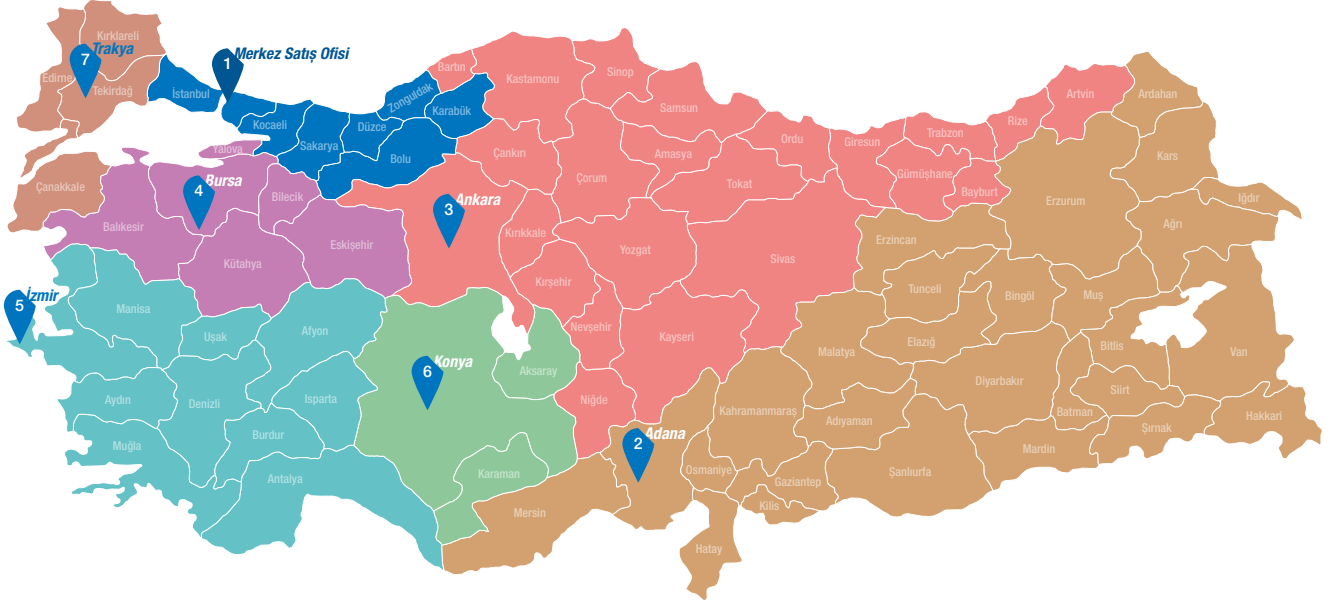 Kırklareli
7 Trakya
Edirne
Tekirdağ
1 Merkez Satış Ofisi
İstanbul
Kocaeli
Sakarya
Düzce
Zonguldak
Karabük
Bolu
Bartın
Kastamonu
Sinop
Samsun
Çankırı
Çorum
Amasya
Tokat
Ordu
Giresun
Trabzon
Gümüşhane
Bayburt
Rize
Artvin
Ardahan
Kars
Iğdır
Ağrı
Erzurum
Erzincan
Yalova
Çanakkale
4 Bursa
Bilecik
Balıkesir
Kütahya
Eskişehir
3 Ankara
Kırıkkale
Kırşehir
Yozgat
Sivas
Nevşehir
Kayseri
Niğde
5 İzmir
Manisa
Uşak
Afyon
Aydın
Denizli
Isparta
Muğla
Burdur
Antalya
6 Konya
Aksaray
Karaman
Tunceli
Bingöl
Muş
Elazığ
Malatya
Bitlis
Van
Diyarbakır
Siirt
Batman
Hakkari
Şırnak
Mardin
Kahramanmaraş
Adıyaman
2 Adana
Osmaniye
Gaziantep
Şanlıurfa
Kilis
Mersin
Hatay